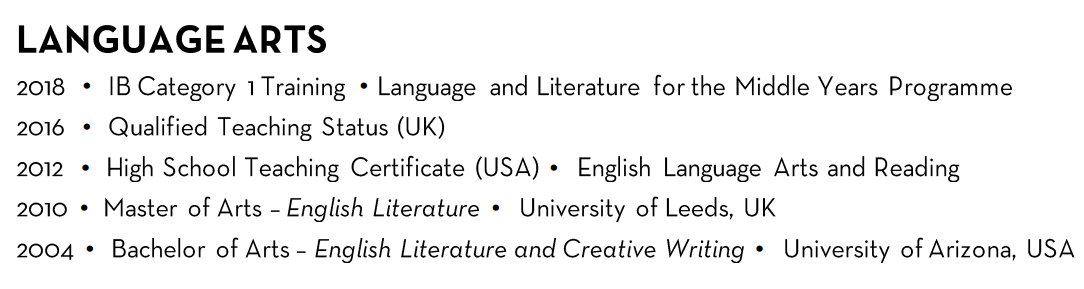 LANGUAGE ARTS
2018 • IB Category 1 Training • Language and Literature for the Middle Years Programme
2016 • Qualified Teaching Status (UK)
2012 • High School Teaching Certificate (USA) • English Language Arts and Reading
2010 • Master of Arts – English Literature • University of Leeds, UK
2004 • Bachelor of Arts – English Literature and Creative Writing • University of Arizona, USA